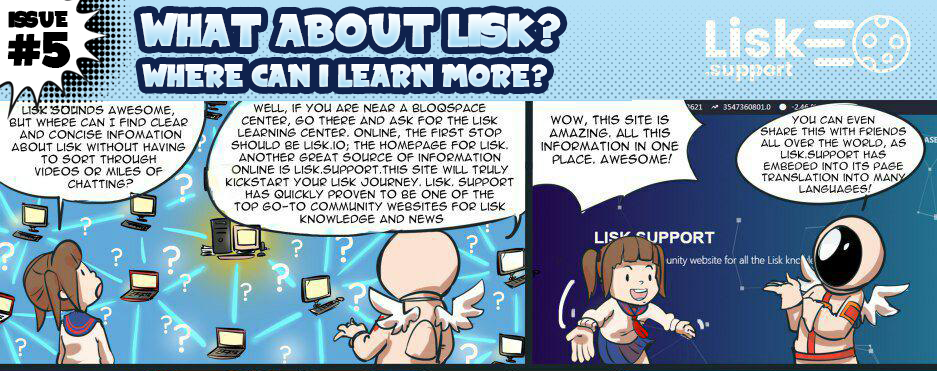 ISSUE
#5
WHAT ABOUT LISK?
WHERE CAN I LEARN MORE?
Lisk
.support
LISK SOUNDS AWESOME,
BUT WHERE CAN I FIND CLEAR
AND CONCISE INFOMATION
ABOUT LISK WITHOUT HAVING
TO SORT THROUGH
VIDEOS OR MILES OF
CHATTING?
WELL, IF YOU ARE NEAR A BLOQSPACE
CENTER, GO THERE AND ASK FOR THE LISK
LEARNING CENTER. ONLINE, THE FIRST STOP
SHOULD BE LISK.IO; THE HOMEPAGE FOR LISK.
ANOTHER GREAT SOURCE OF INFORMATION
ONLINE IS LISK.SUPPORT.THIS SITE WILL TRULY
KICKSTART YOUR LISK JOURNEY. LISK. SUPPORT
HAS QUICKLY PROVEN TO BE ONE OF THE
TOP GO-TO COMMUNITY WEBSITES FOR LISK
KNOWLEDGE AND NEWS
? ? ? ? ? ? ? ? ?
2621 3547360801.0
WOW, THIS SITE IS
AMAZING. ALL THIS
INFORMATION IN ONE
PLACE. AWESOME!
YOU CAN EVEN
SHARE THIS WITH FRIENDS
ALL OVER THE WORLD, AS
LISK.SUPPORT HAS
EMBEDED INTO ITS PAGE
TRANSLATION INTO MANY
LANGUAGES!
LISK SUPPORT
unity website for all the Lisk